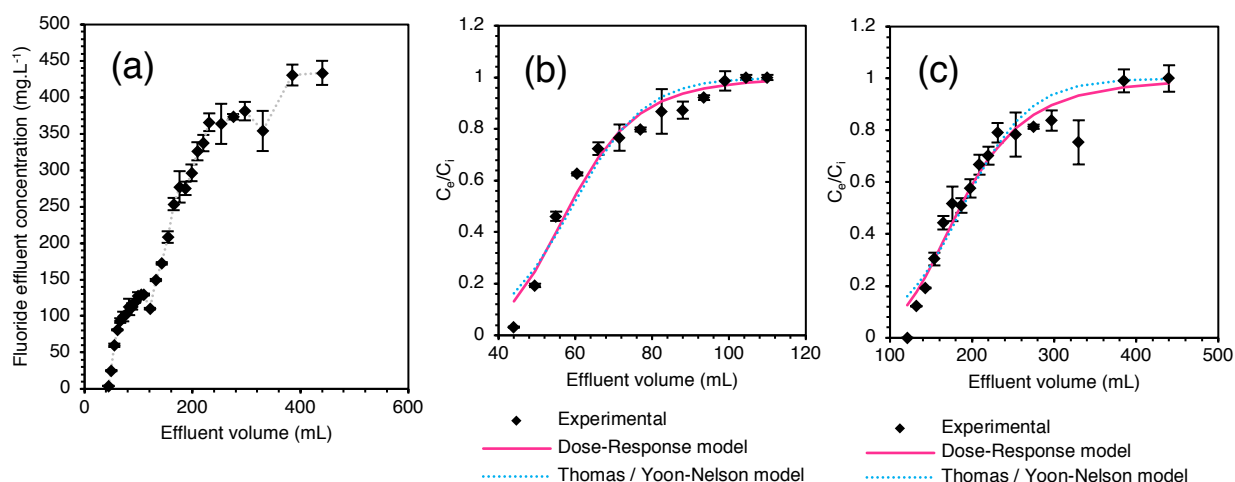 (a)
Fluoride effluent concentration (mg.L⁻¹)
500
450
400
350
300
250
200
150
100
50
0
0 200 400 600
Effluent volume (mL)
(b)
Cₑ/Cᵢ
1
0.8
0.6
0.4
0.2
0
40 60 80 100 120
Effluent volume (mL)
Experimental
Dose-Response model
Thomas / Yoon-Nelson model
(c)
Cₑ/Cᵢ
1
0.8
0.6
0.4
0.2
0
100 200 300 400 500
Effluent volume (mL)
Experimental
Dose-Response model
Thomas / Yoon-Nelson model